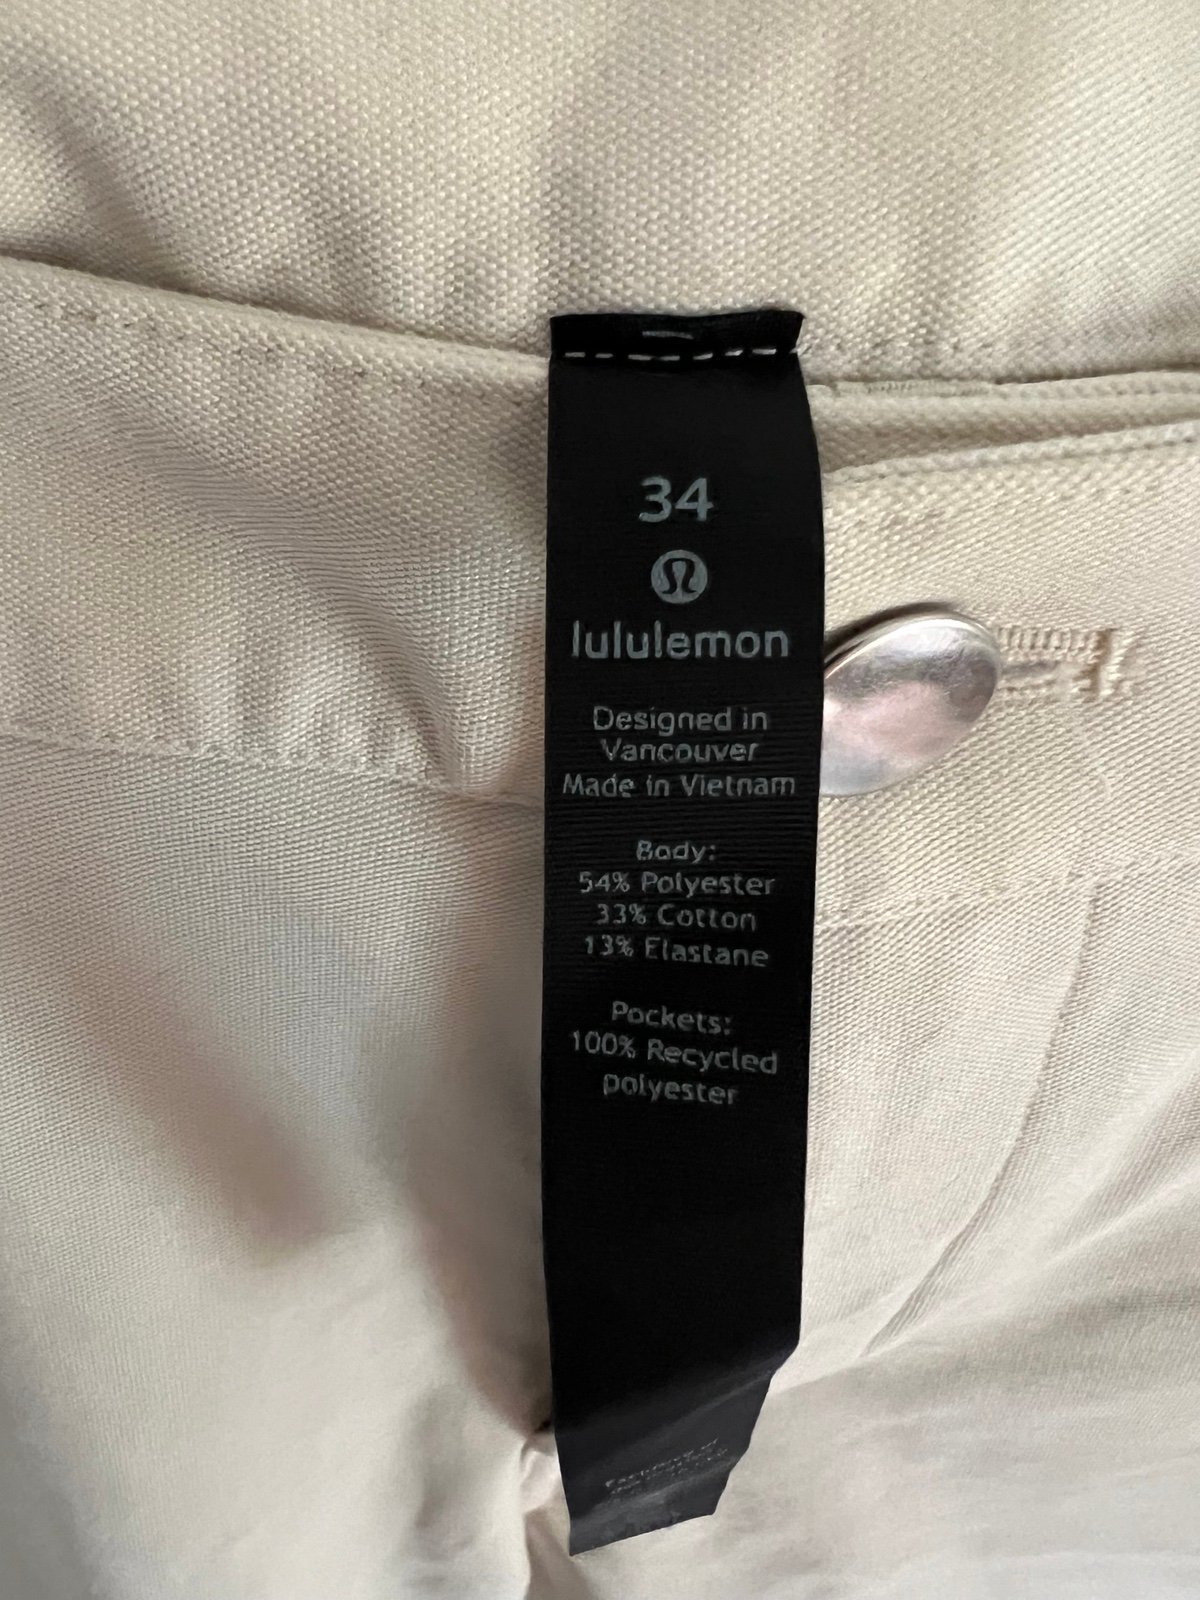 34
lululemon
Designed in
Vancouver
Made in Vietnam
Body:
54% Polyester
33% Cotton
13% Elastane
Pockets:
100% Recycled
polyester